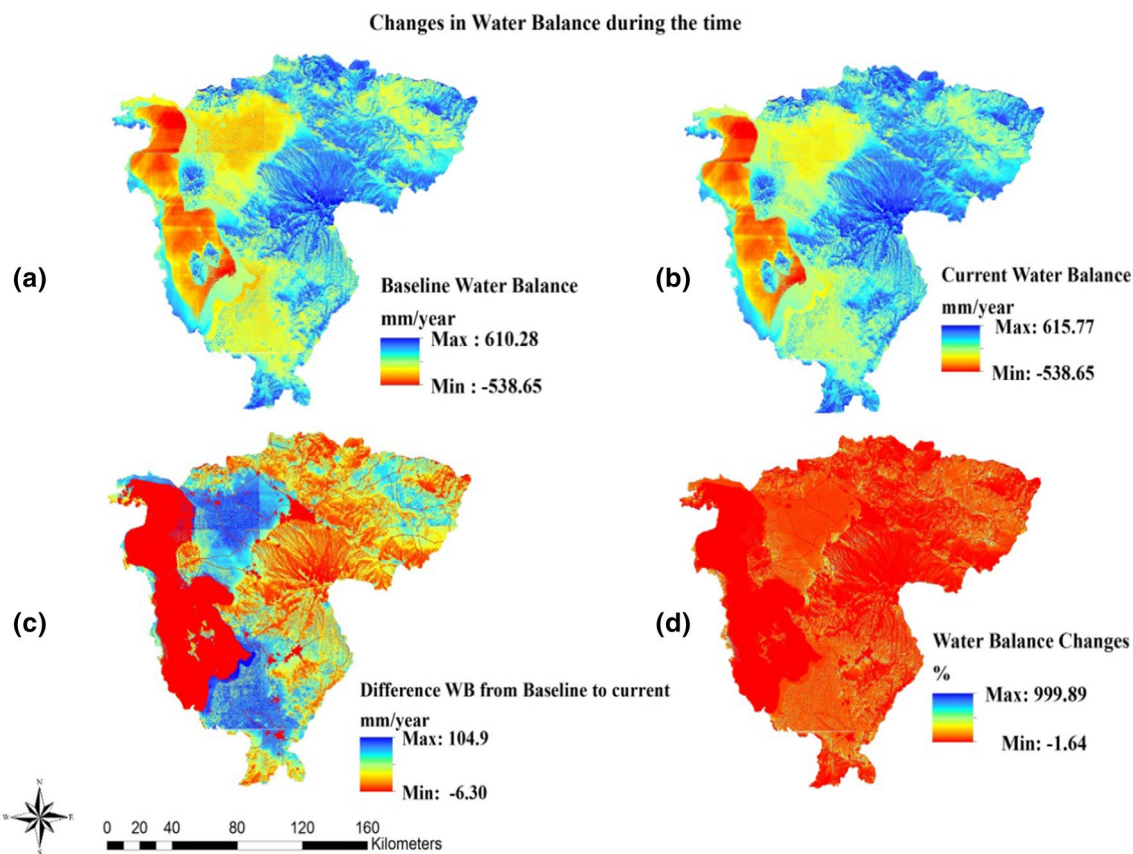 Changes in Water Balance during the time
(a)
Baseline Water Balance
mm/year
Max : 610.28
Min : -538.65
(b)
Current Water Balance
mm/year
Max: 615.77
Min: -538.65
(c)
Difference WB from Baseline to current
mm/year
Max: 104.9
Min: -6.30
(d)
Water Balance Changes
%
Max: 999.89
Min: -1.64
N
W E
S
0 20 40 80 120 160
Kilometers